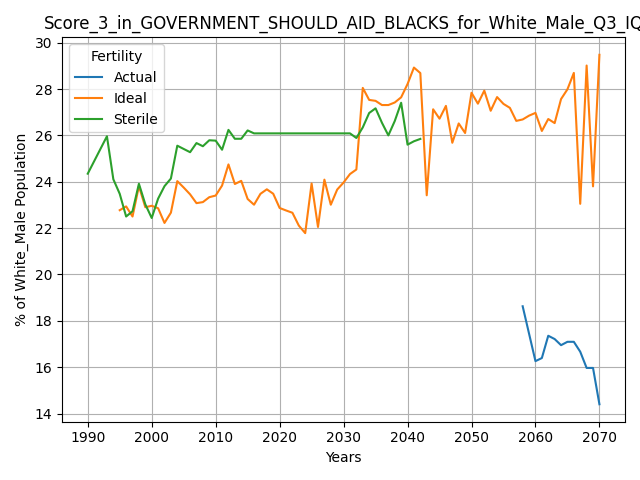 Score_3_in_GOVERNMENT_SHOULD_AID_BLACKS_for_White_Male_Q3_IQ
Fertility
Actual
Ideal
Sterile
% of White_Male Population
30
28
26
24
22
20
18
16
14
1990 2000 2010 2020 2030 2040 2050 2060 2070
Years